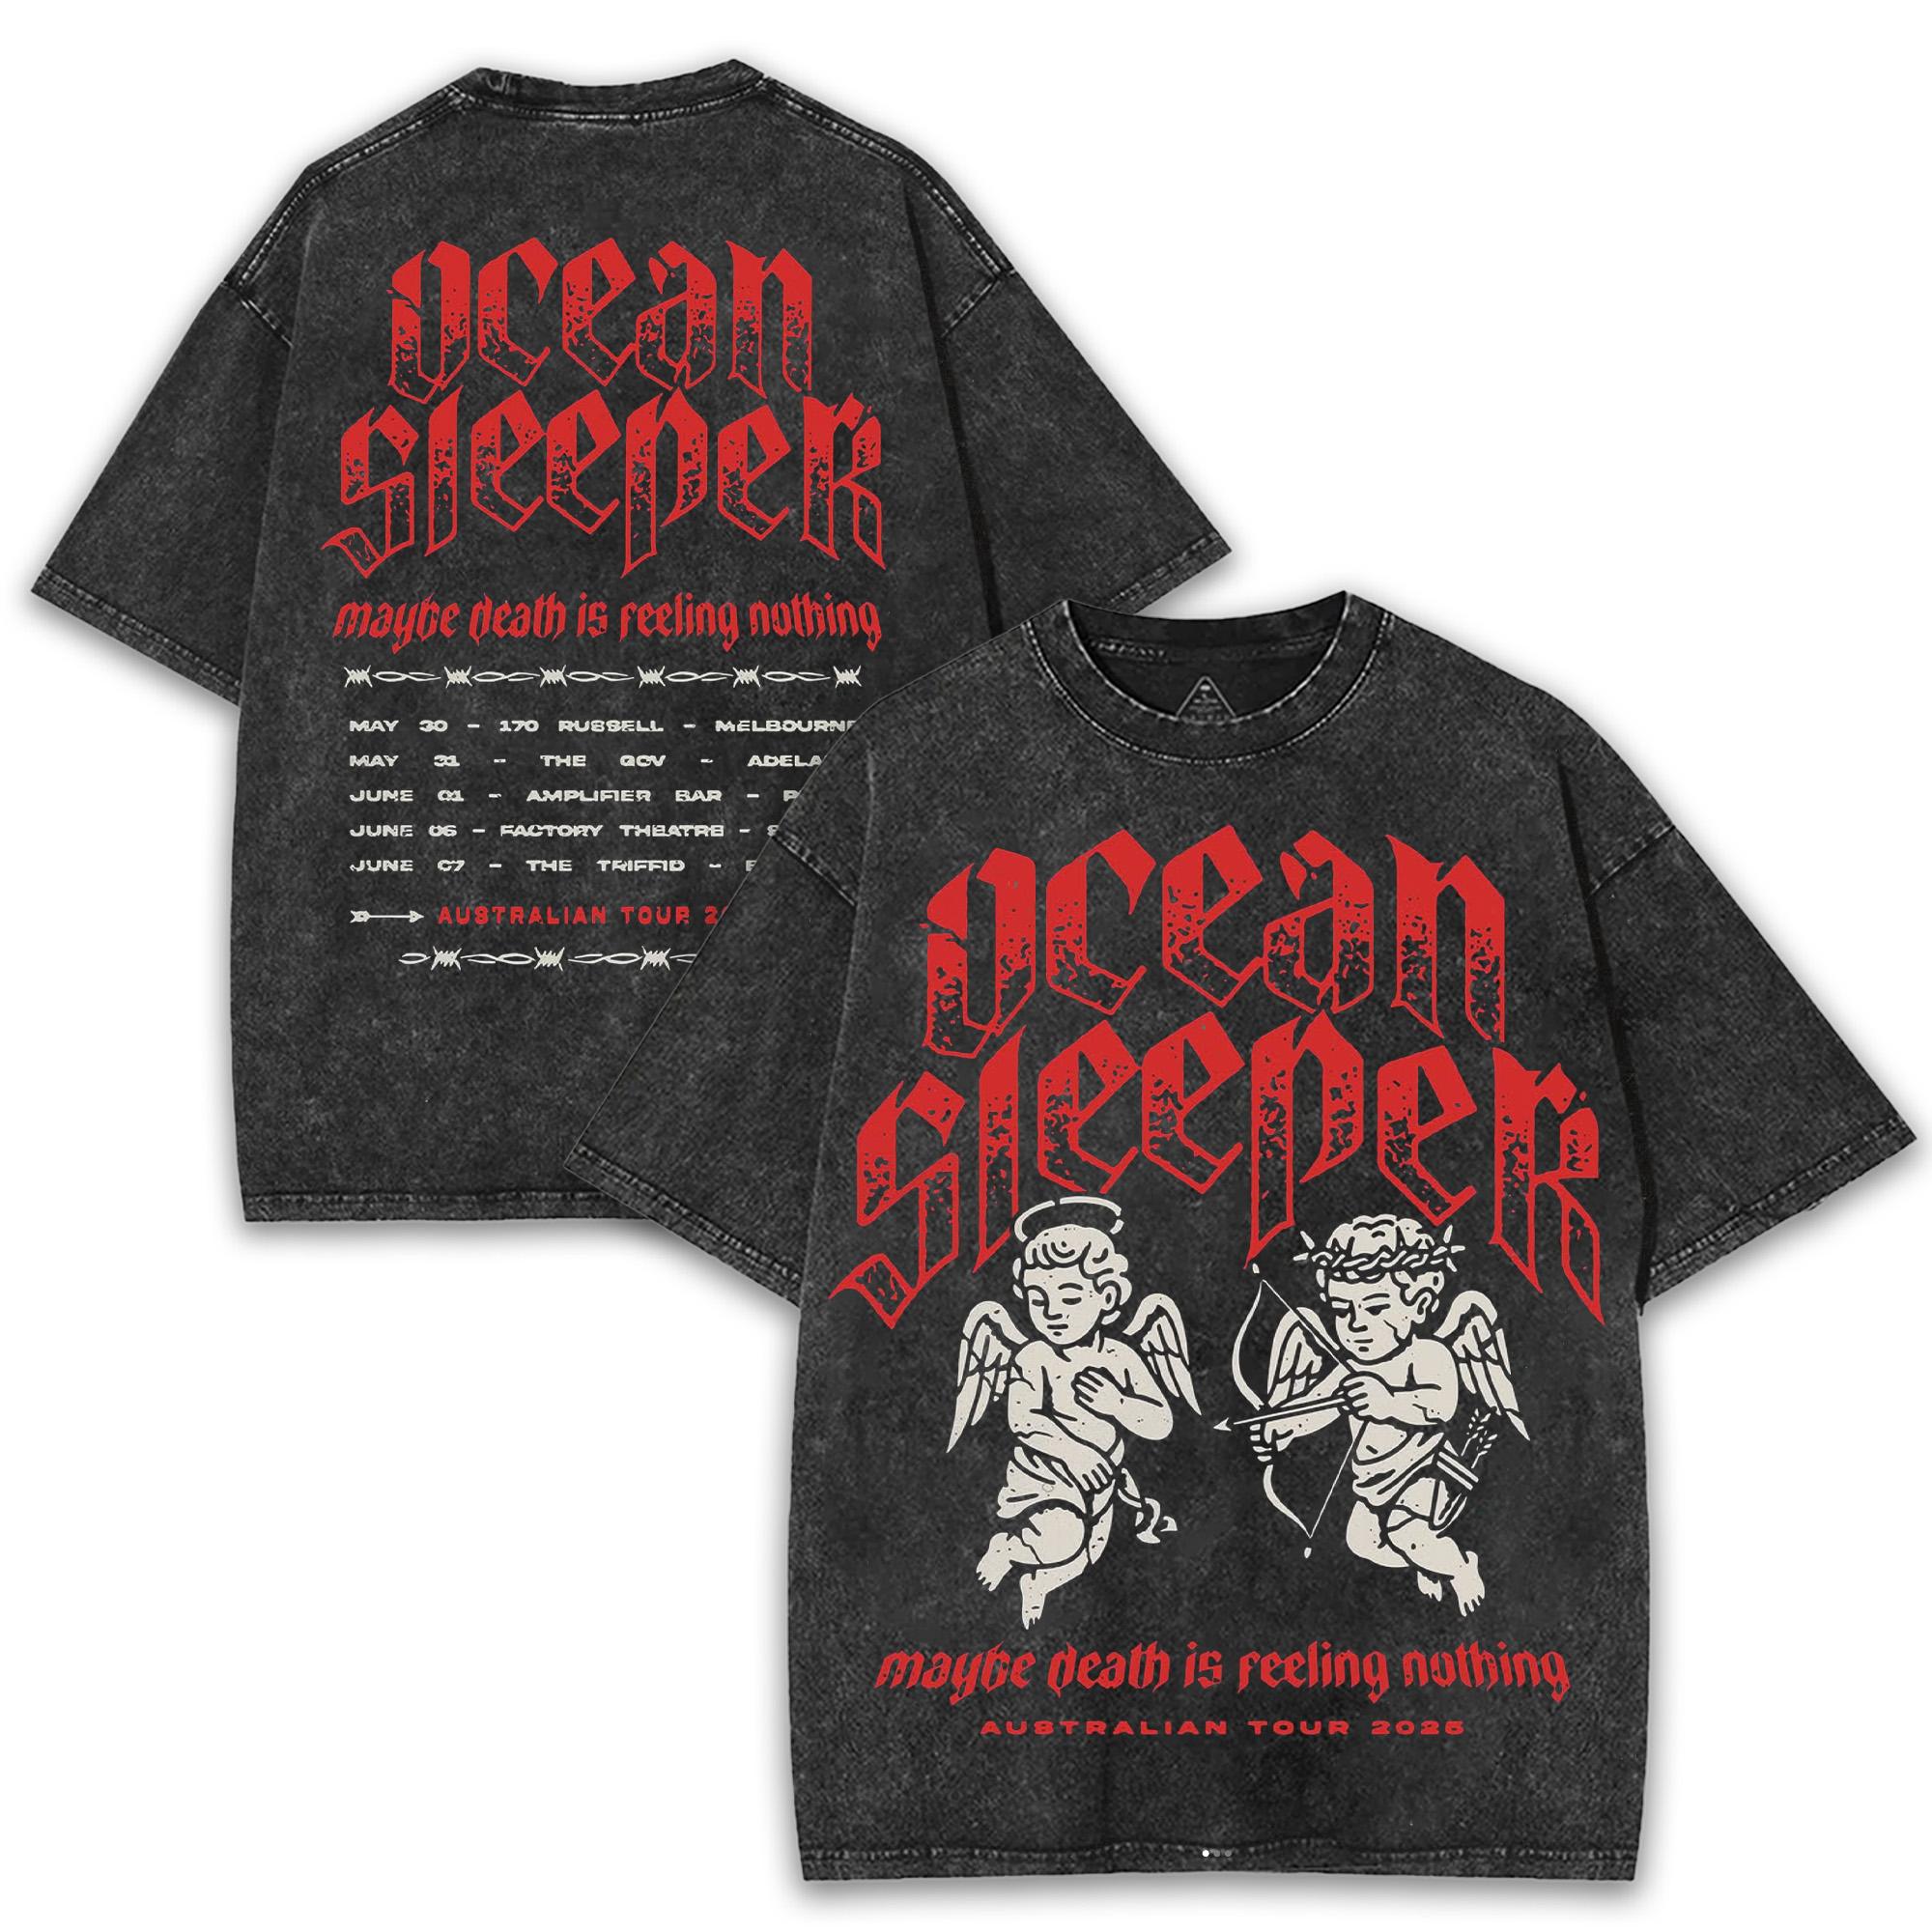 ocean
sleeper
maybe death is feeling nothing
MAY 30 - 170 RUSSELL - MELBOURNE
MAY 31 - THE GOV - ADELA
JUNE 01 - AMPLIFIER BAR - P
JUNE 06 - FACTORY THEATRE - S
JUNE 07 - THE TRIFFID - B
AUSTRALIAN TOUR 20
ocean
sleeper
maybe death is feeling nothing
AUSTRALIAN TOUR 2025